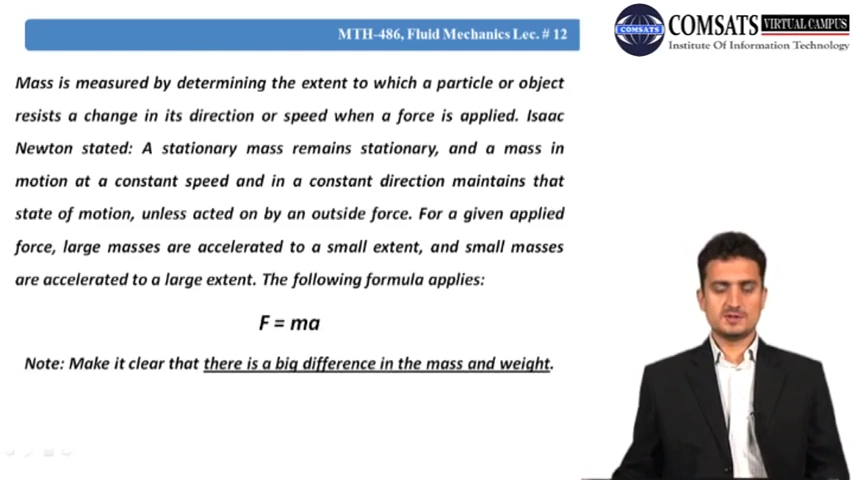 MTH-486, Fluid Mechanics Lec. # 12
COMSATS VIRTUAL CAMPUS
Institute Of Information Technology
COMSATS
Mass is measured by determining the extent to which a particle or object
resists a change in its direction or speed when a force is applied. Isaac
Newton stated: A stationary mass remains stationary, and a mass in
motion at a constant speed and in a constant direction maintains that
state of motion, unless acted on by an outside force. For a given applied
force, large masses are accelerated to a small extent, and small masses
are accelerated to a large extent. The following formula applies:
F = ma
Note: Make it clear that there is a big difference in the mass and weight.